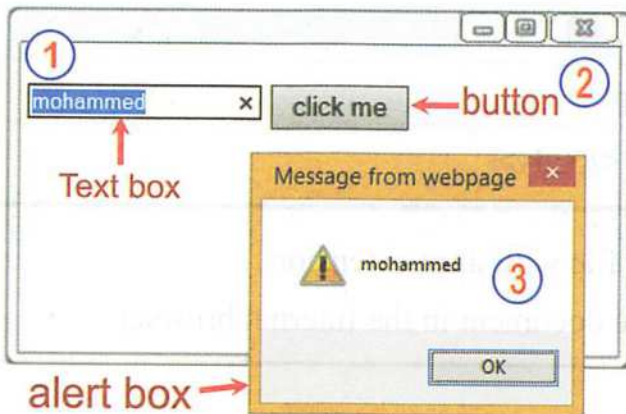 1
2
mohammed ×
click me
button
Text box
Message from webpage ×
mohammed
3
OK
alert box